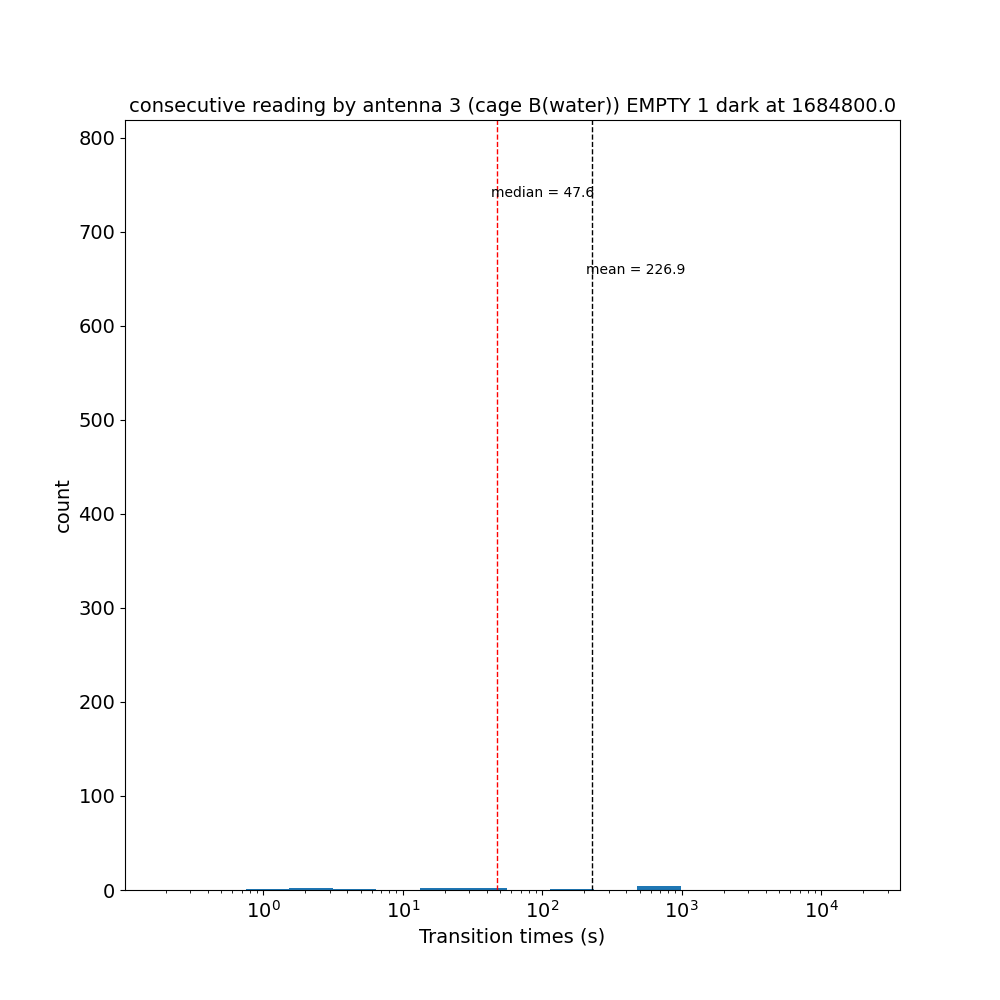 consecutive reading by antenna 3 (cage B(water)) EMPTY 1 dark at 1684800.0
800
median = 47.6
700
mean = 226.9
600
500
count
400
300
200
100
0
10⁰ 10¹ 10² 10³ 10⁴
Transition times (s)